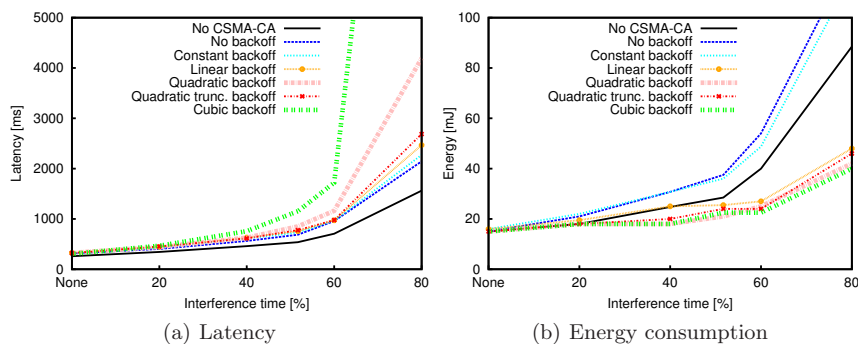 No CSMA-CA
No backoff
Constant backoff
Linear backoff
Quadratic backoff
Quadratic trunc. backoff
Cubic backoff
Latency [ms]
5000
4000
3000
2000
1000
0
None
20
40
60
80
Interference time [%]
(a) Latency
No CSMA-CA
No backoff
Constant backoff
Linear backoff
Quadratic backoff
Quadratic trunc. backoff
Cubic backoff
Energy [mJ]
100
80
60
40
20
0
None
20
40
60
80
Interference time [%]
(b) Energy consumption